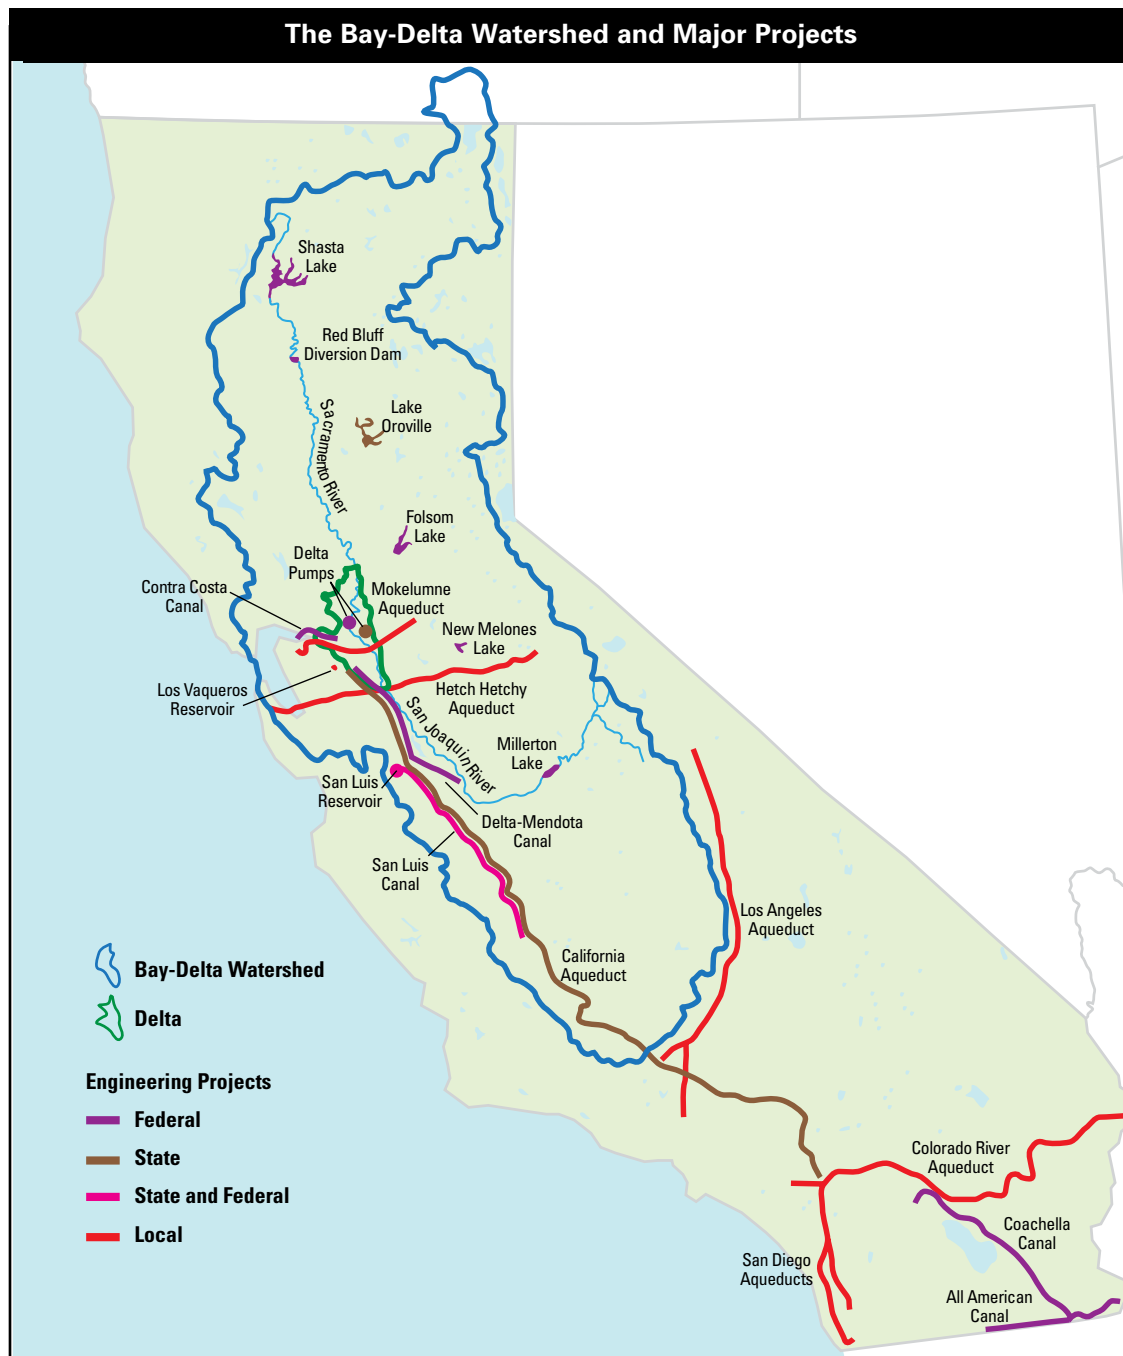 The Bay-Delta Watershed and Major Projects
Shasta
Lake
Red Bluff
Diversion Dam
Sacramento River
Lake
Oroville
Folsom
Lake
Delta
Pumps
Contra Costa
Canal
Mokelumne
Aqueduct
New Melones
Lake
Los Vaqueros
Reservoir
Hetch Hetchy
Aqueduct
San Joaquin River
Millerton
Lake
San Luis
Reservoir
Delta-Mendota
Canal
San Luis
Canal
Los Angeles
Aqueduct
California
Aqueduct
Bay-Delta Watershed
Delta
Engineering Projects
Federal
State
State and Federal
Local
Colorado River
Aqueduct
Coachella
Canal
San Diego
Aqueducts
All American
Canal